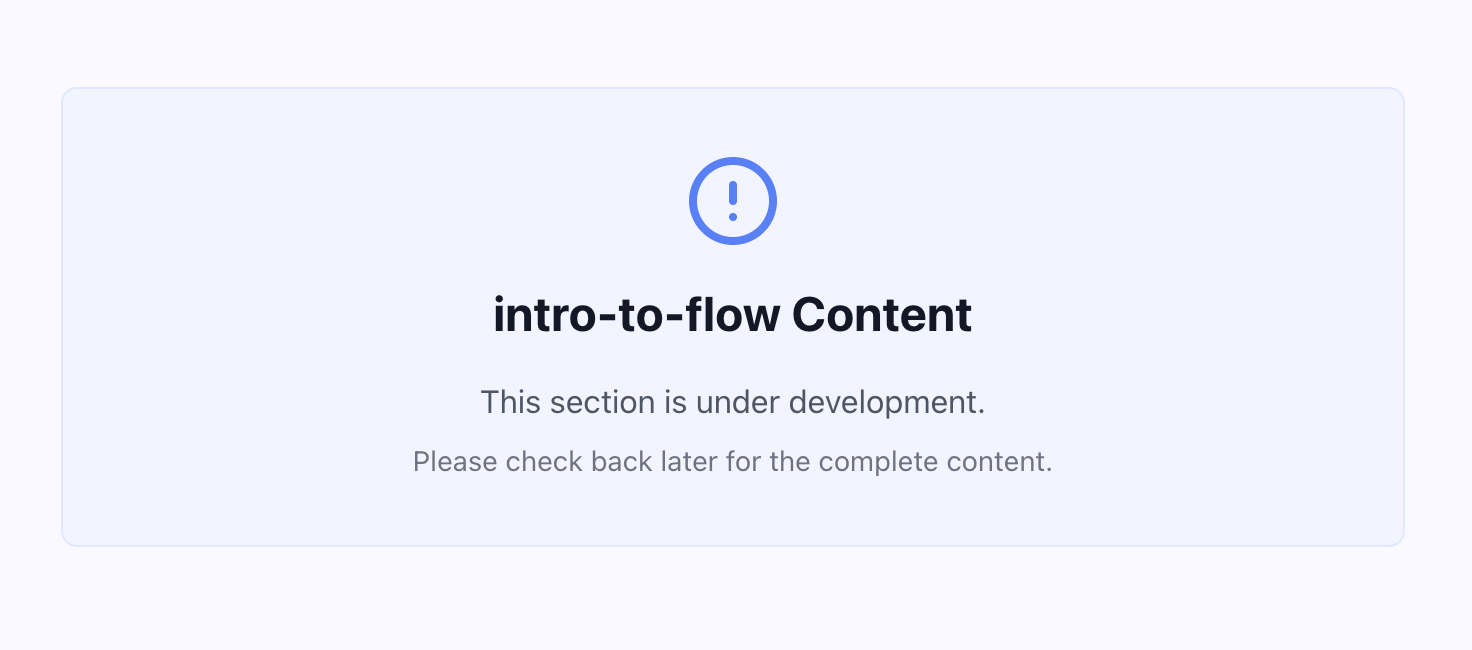 intro-to-flow Content
This section is under development.
Please check back later for the complete content.